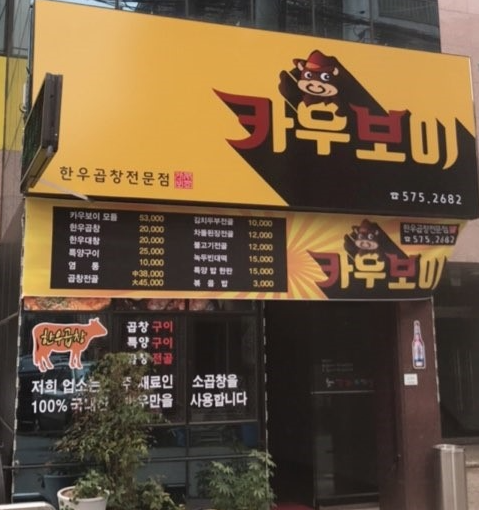 카우보이
한우곱창전문점
☎575.2682
카우보이 모듬 53,000
한우곱창 20,000
한우대창 20,000
특양구이 25,000
염 통 10,000
곱창전골 中38,000
大45,000
김치두부전골 10,000
차돌된장전골 12,000
불고기전골 12,000
녹두빈대떡 15,000
특양 밥 한판 15,000
볶음밥 3,000
한우곱창전문점
☎575.2682
카우보이
한우곱창
곱창 구이
특양 구이
전골
저희 업소는 재료인 소곱창을
100% 사용합니다